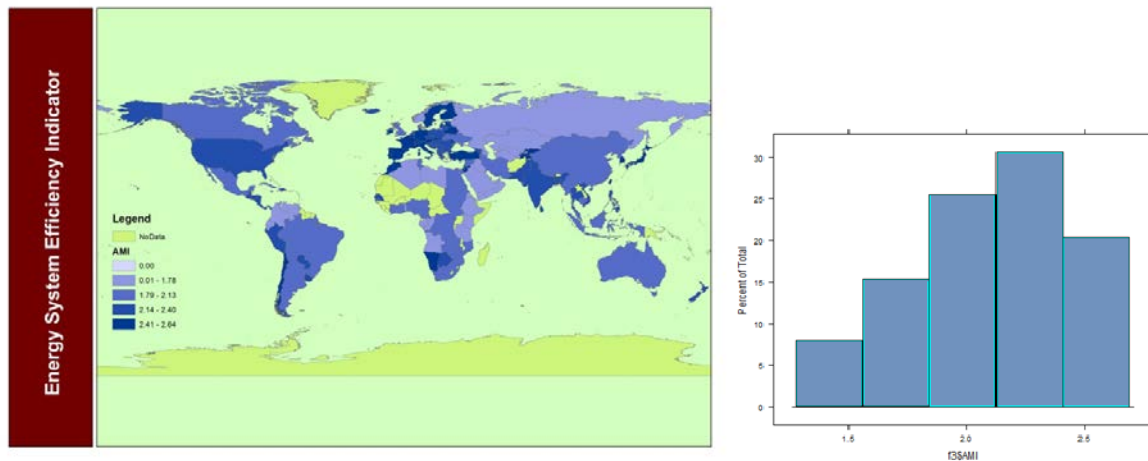 Energy System Efficiency Indicator
Legend
NoData
AMI
0.00
0.01 - 1.78
1.79 - 2.13
2.14 - 2.40
2.41 - 2.64
Percent of Total
30
25
20
15
10
5
0
1.5
2.0
2.5
f3$AMI